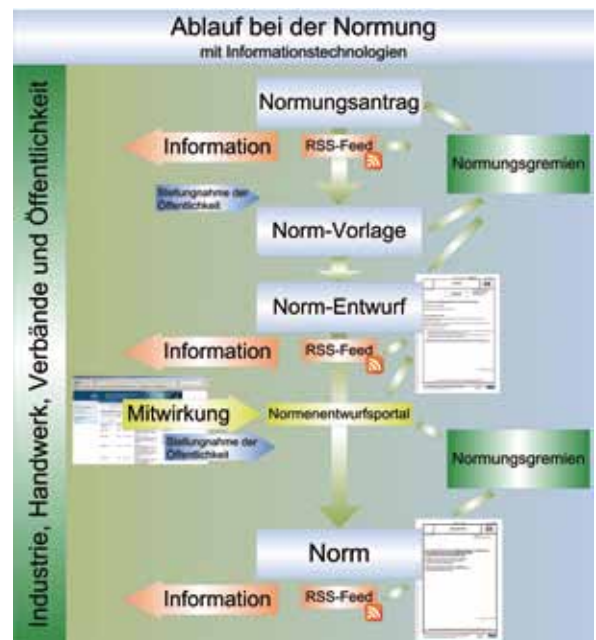 Ablauf bei der Normung
mit Informationstechnologien
Industrie, Handwerk, Verbände und Öffentlichkeit
Normungsantrag
Information
RSS-Feed
Normungsgremien
Stellungnahme der
Öffentlichkeit
Norm-Vorlage
Norm-Entwurf
Information
RSS-Feed
Mitwirkung
Normenentwurfsportal
Stellungnahme der
Öffentlichkeit
Normungsgremien
Norm
Information
RSS-Feed